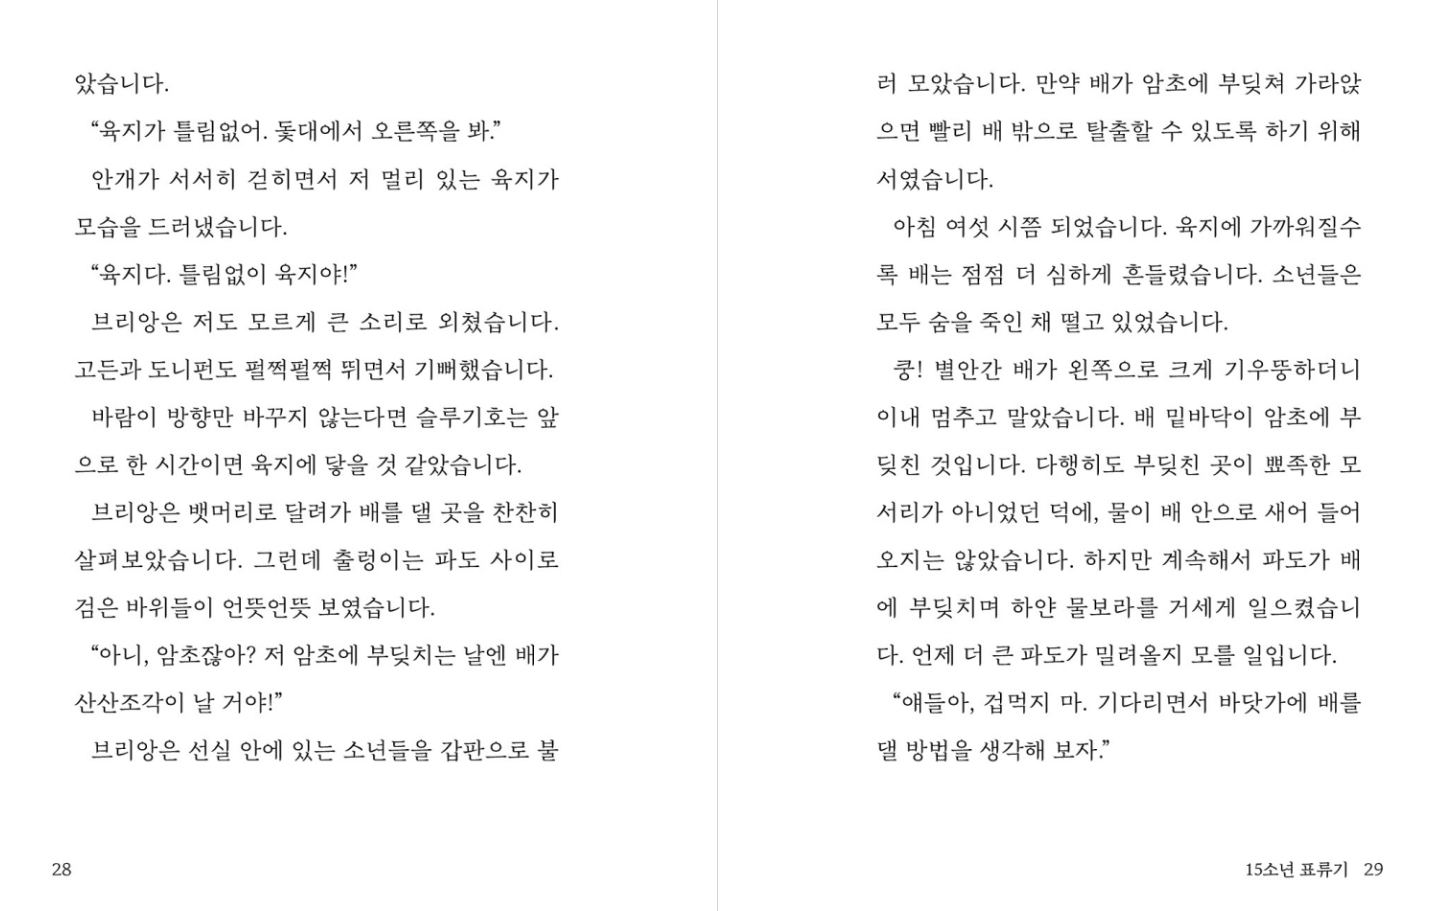 았습니다.
“육지가 틀림없어. 돛대에서 오른쪽을 봐.”
안개가 서서히 걷히면서 저 멀리 있는 육지가
모습을 드러냈습니다.
“육지다. 틀림없이 육지야!”
브리앙은 저도 모르게 큰 소리로 외쳤습니다.
고든과 도니펀도 펄쩍펄쩍 뛰면서 기뻐했습니다.
바람이 방향만 바꾸지 않는다면 슬루기호는 앞
으로 한 시간이면 육지에 닿을 것 같았습니다.
브리앙은 뱃머리로 달려가 배를 댈 곳을 찬찬히
살펴보았습니다. 그런데 출렁이는 파도 사이로
검은 바위들이 언뜻언뜻 보였습니다.
“아니, 암초잖아? 저 암초에 부딪치는 날엔 배가
산산조각이 날 거야!”
브리앙은 선실 안에 있는 소년들을 갑판으로 불
28
러 모았습니다. 만약 배가 암초에 부딪쳐 가라앉
으면 빨리 배 밖으로 탈출할 수 있도록 하기 위해
서였습니다.
아침 여섯 시쯤 되었습니다. 육지에 가까워질수
록 배는 점점 더 심하게 흔들렸습니다. 소년들은
모두 숨을 죽인 채 떨고 있었습니다.
쿵! 별안간 배가 왼쪽으로 크게 기우뚱하더니
이내 멈추고 말았습니다. 배 밑바닥이 암초에 부
딪친 것입니다. 다행히도 부딪친 곳이 뾰족한 모
서리가 아니었던 덕에, 물이 배 안으로 새어 들어
오지는 않았습니다. 하지만 계속해서 파도가 배
에 부딪치며 하얀 물보라를 거세게 일으켰습니
다. 언제 더 큰 파도가 밀려올지 모를 일입니다.
“얘들아, 겁먹지 마. 기다리면서 바닷가에 배를
댈 방법을 생각해 보자.”
15소년 표류기 29